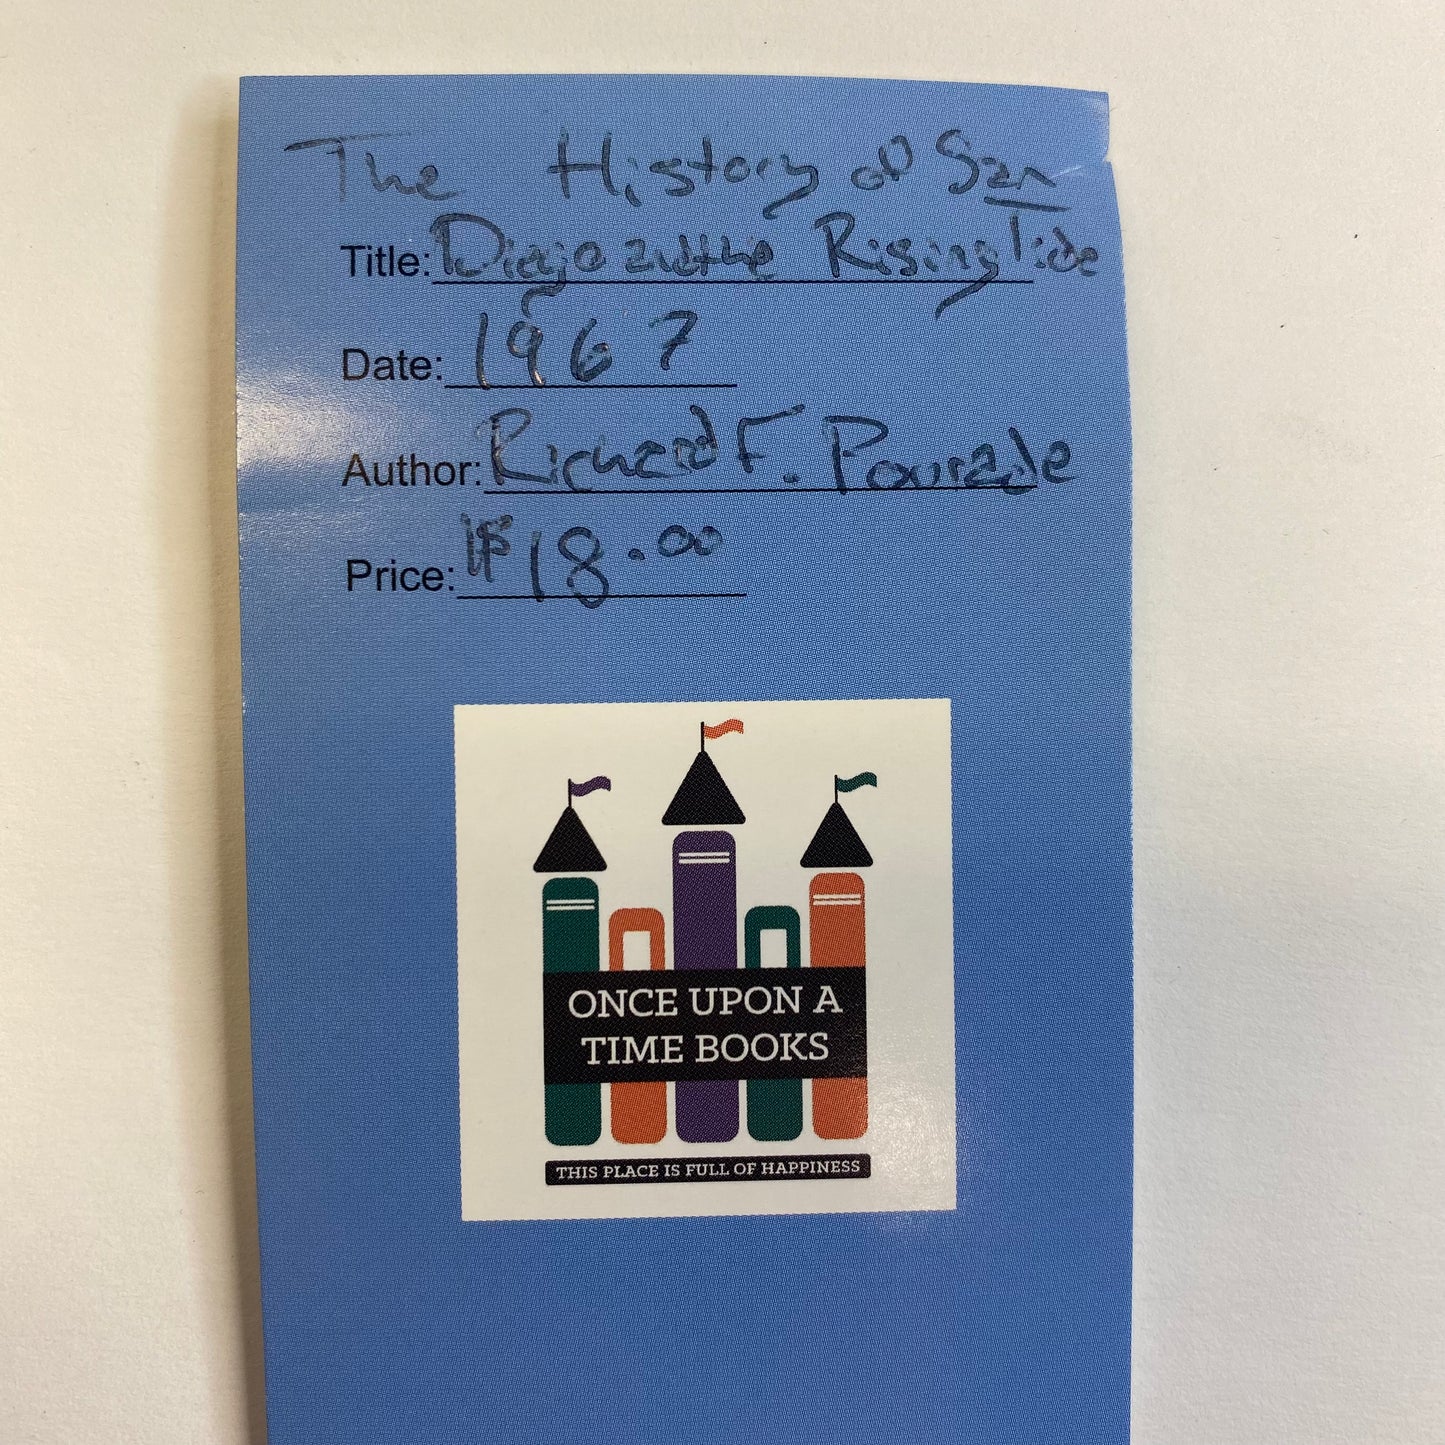 The History of San
Title: Diego and the Rising Tide
Date: 1967
Author: Richard F. Pourade
Price: $18.00
ONCE UPON A
TIME BOOKS
THIS PLACE IS FULL OF HAPPINESS